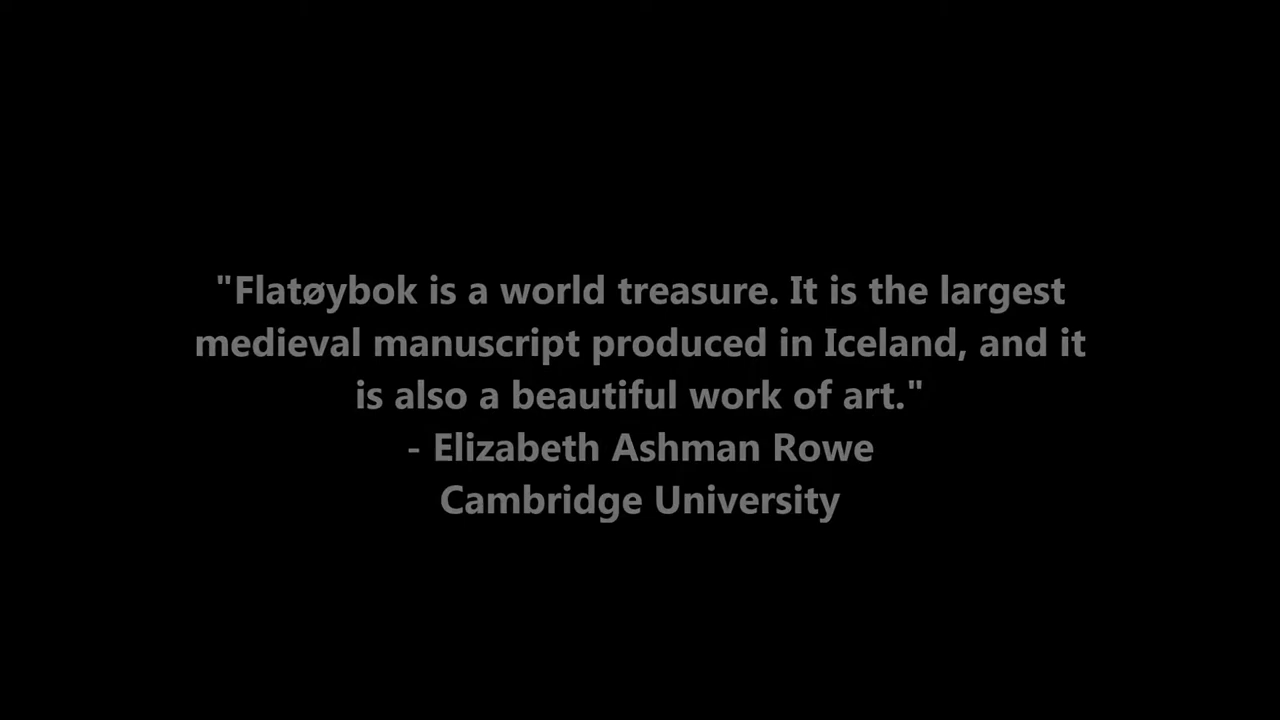 "Flatøybok is a world treasure. It is the largest
medieval manuscript produced in Iceland, and it
is also a beautiful work of art."
- Elizabeth Ashman Rowe
Cambridge University